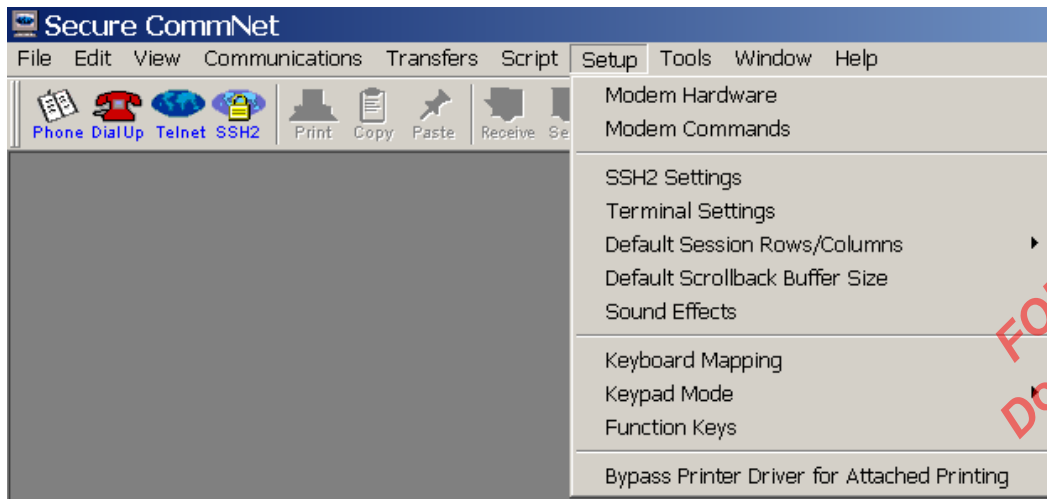 Secure CommNet
File Edit View Communications Transfers Script Setup Tools Window Help
Phone DialUp Telnet SSH2 Print Copy Paste Receive Se
Modem Hardware
Modem Commands
SSH2 Settings
Terminal Settings
Default Session Rows/Columns
Default Scrollback Buffer Size
Sound Effects
Keyboard Mapping
Keypad Mode
Function Keys
Bypass Printer Driver for Attached Printing